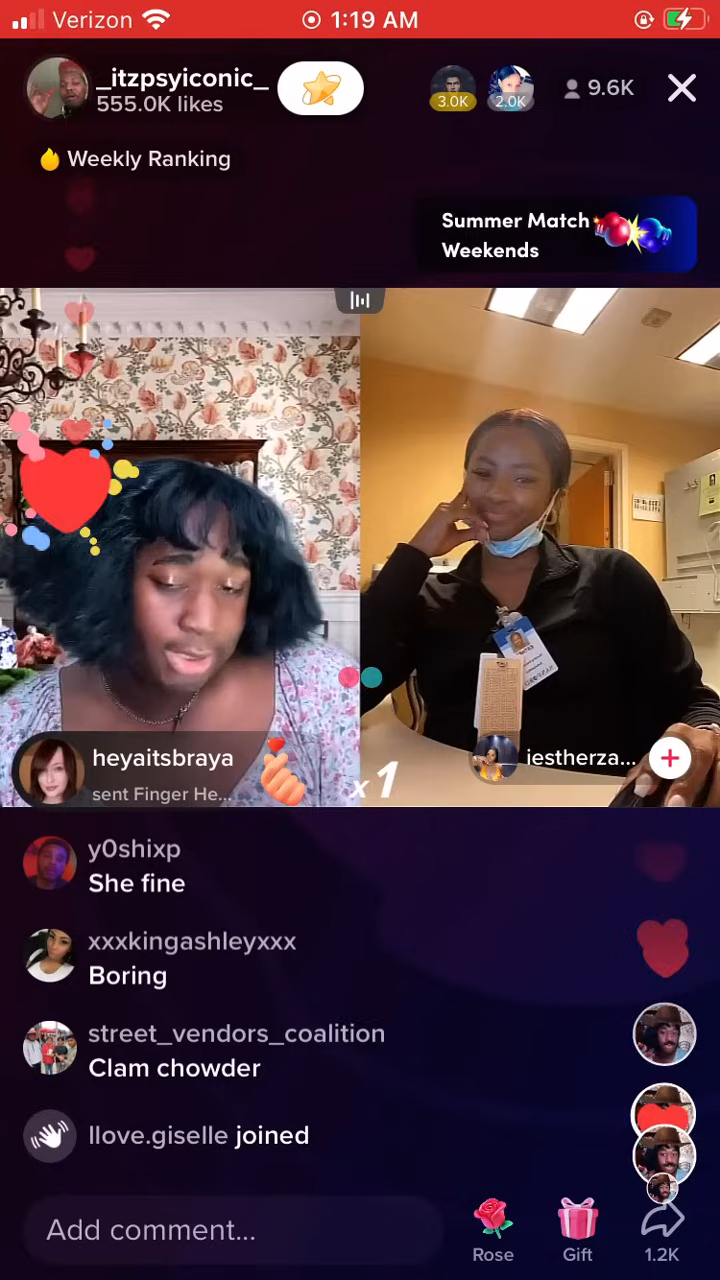 Verizon
1:19 AM
_itzpsyiconic_
555.0K likes
3.0K
2.0K
9.6K
Weekly Ranking
Summer Match
Weekends
heyaitsbraya
sent Finger He...
x1
iestherza...
y0shixp
She fine
xxxkingashleyxxx
Boring
street_vendors_coalition
Clam chowder
llove.giselle joined
Add comment...
Rose
Gift
1.2K